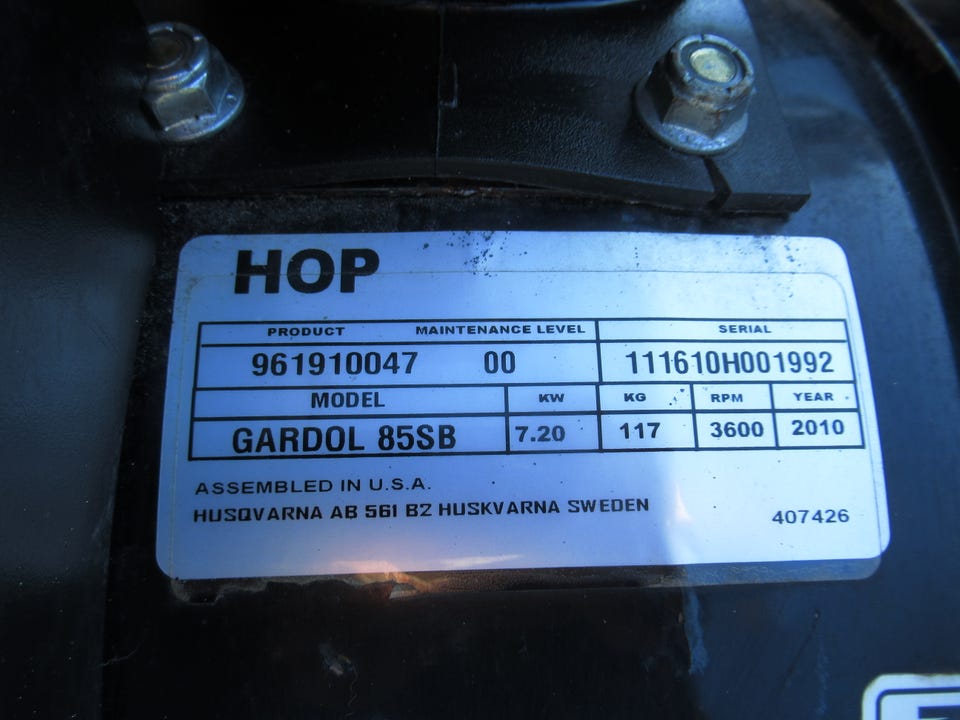 HOP
PRODUCT MAINTENANCE LEVEL SERIAL
961910047 00 111610H001992
MODEL KW KG RPM YEAR
GARDOL 85SB 7.20 117 3600 2010
ASSEMBLED IN U.S.A.
HUSQVARNA AB 561 82 HUSKVARNA SWEDEN
407426